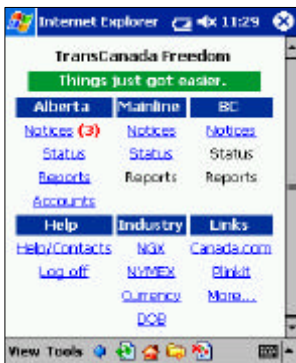 Internet Explorer 11:29
TransCanada Freedom
Things just got easier.
Alberta Mainline BC
Notices (3) Notices Notices
Status Status Status
Reports Reports Reports
Accounts
Help Industry Links
Help/Contacts NGX Canada.com
Log off NYMEX Plinkit
Currency More...
DOB
View Tools